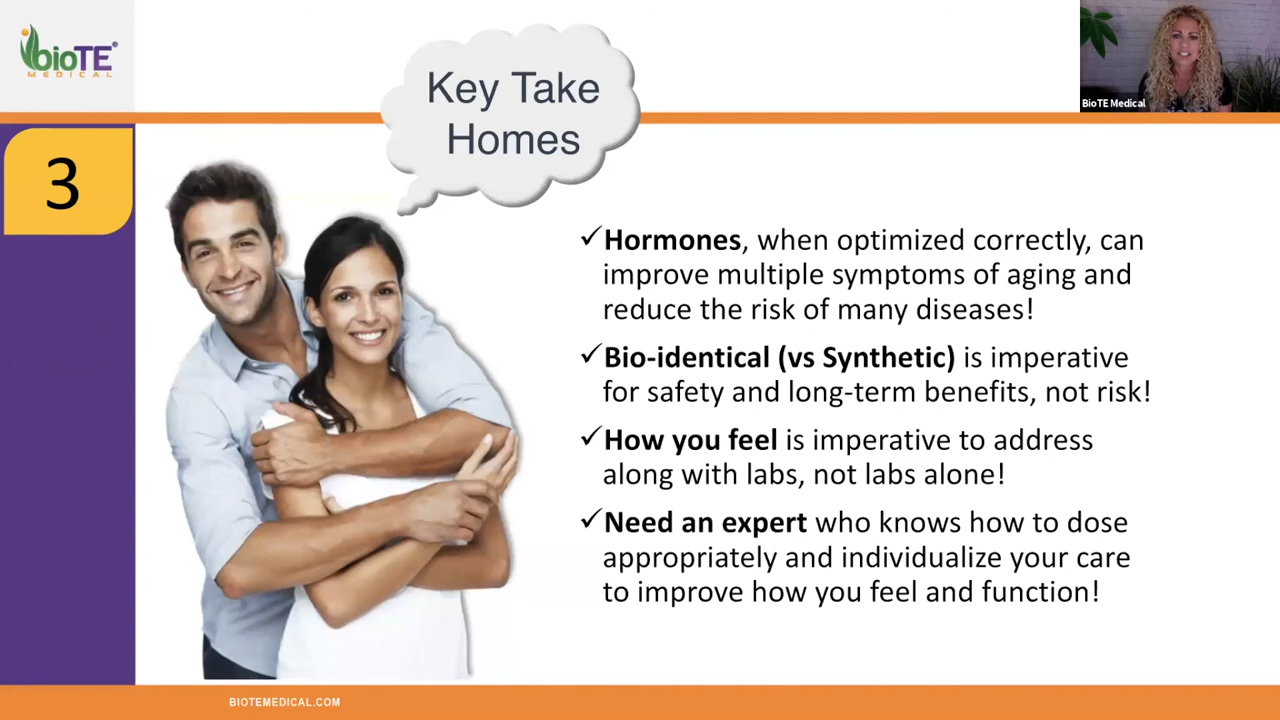 bioTE®
MEDICAL
Key Take
Homes
BioTE Medical
3
✓Hormones, when optimized correctly, can
improve multiple symptoms of aging and
reduce the risk of many diseases!
✓Bio-identical (vs Synthetic) is imperative
for safety and long-term benefits, not risk!
✓How you feel is imperative to address
along with labs, not labs alone!
✓Need an expert who knows how to dose
appropriately and individualize your care
to improve how you feel and function!
BIOTEMEDICAL.COM